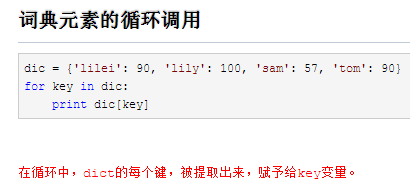 词典元素的循环调用
dic = {'lilei': 90, 'lily': 100, 'sam': 57, 'tom': 90}
for key in dic:
    print dic[key]
在循环中，dict的每个键，被提取出来，赋予给key变量。